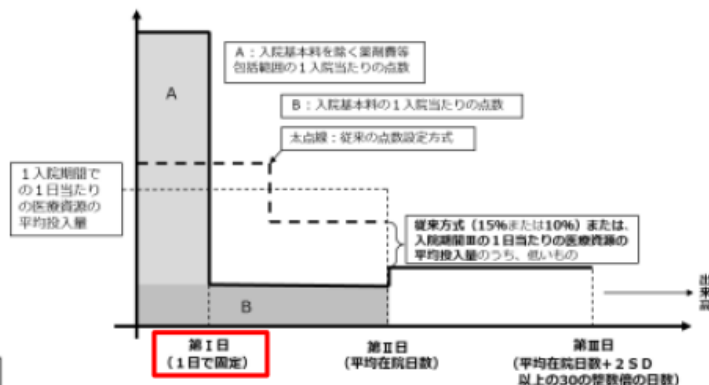 A：入院基本料を除く薬剤費等
包括範囲の１入院当たりの点数
A
B：入院基本料の１入院当たりの点数
太点線：従来の点数設定方式
１入院期間で
の１日当たり
の医療資源の
平均投入量
従来方式（15%または10%）または、
入院期間Ⅲの１日当たりの医療資源の
平均投入量のうち、低いもの
出
来
高
B
第Ⅰ日
（１日で固定）
第Ⅱ日
（平均在院日数）
第Ⅲ日
（平均在院日数+２SD
以上の30の整数倍の日数）